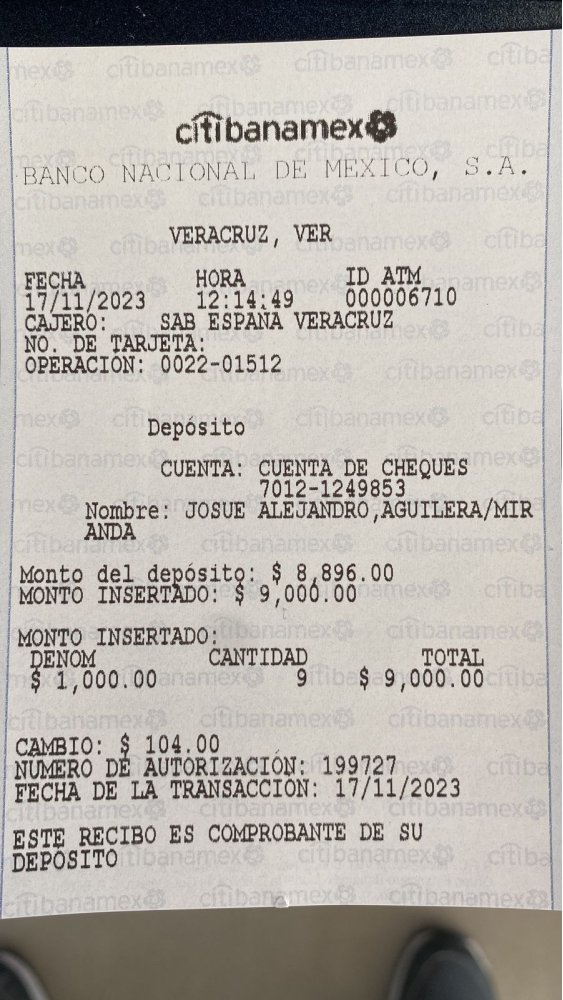 citibanamex
BANCO NACIONAL DE MEXICO, S.A.
VERACRUZ, VER
FECHA HORA ID ATM
17/11/2023 12:14:49 000006710
CAJERO: SAB ESPAÑA VERACRUZ
NO. DE TARJETA:
OPERACIÓN: 0022-01512
Depósito
CUENTA: CUENTA DE CHEQUES
7012-1249853
Nombre: JOSUE ALEJANDRO,AGUILERA/MIR
ANDA
Monto del depósito: $ 8,896.00
MONTO INSERTADO: $ 9,000.00
MONTO INSERTADO:
DENOM CANTIDAD TOTAL
$ 1,000.00 9 $ 9,000.00
CAMBIO: $ 104.00
NUMERO DE AUTORIZACIÓN: 199727
FECHA DE LA TRANSACCIÓN: 17/11/2023
ESTE RECIBO ES COMPROBANTE DE SU
DEPÓSITO